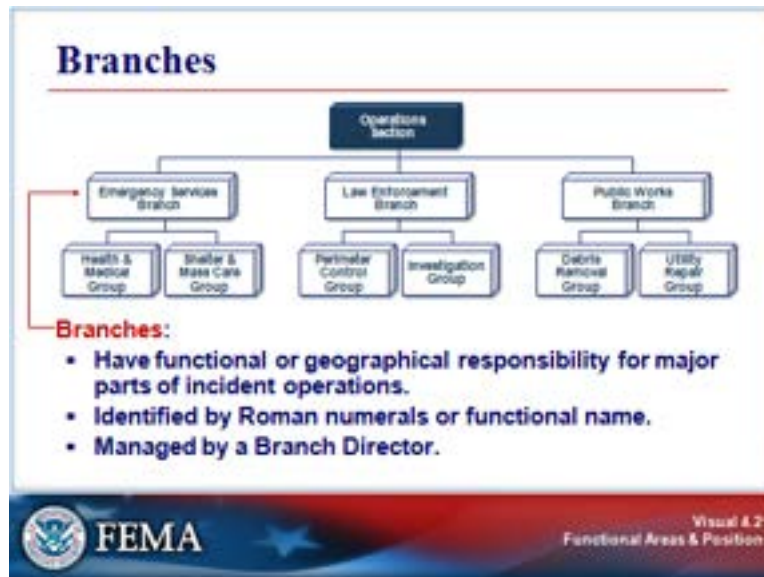 Branches
Operations
Section
Emergency Services
Branch
Law Enforcement
Branch
Public Works
Branch
Health &
Medical
Group
Shelter &
Mass Care
Group
Perimeter
Control
Group
Investigation
Group
Debris
Removal
Group
Utility
Repair
Group
Branches:
• Have functional or geographical responsibility for major
parts of incident operations.
• Identified by Roman numerals or functional name.
• Managed by a Branch Director.
FEMA
Visual 4.2
Functional Areas & Position